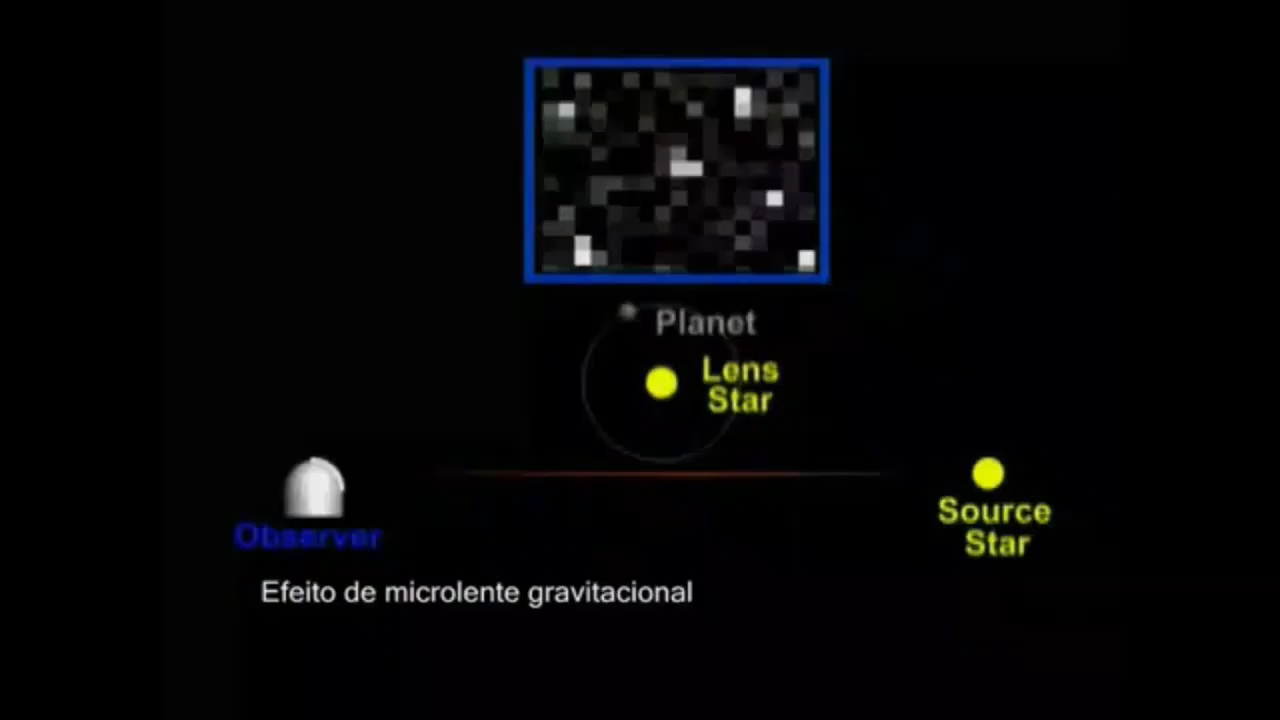 Planet
Lens
Star
Observer
Source
Star
Efeito de microlente gravitacional